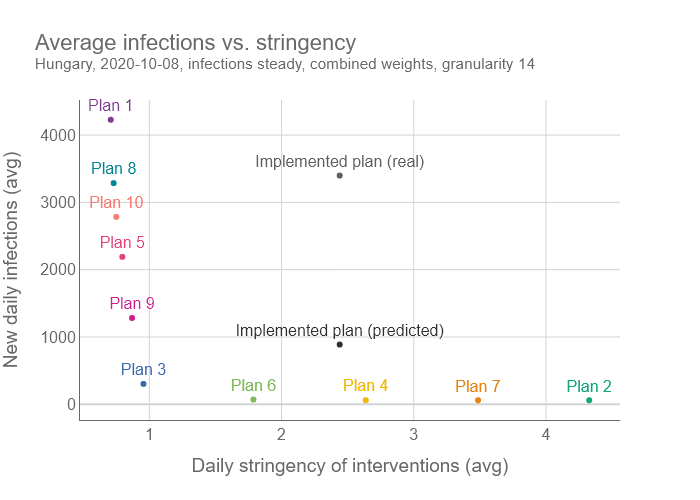 Average infections vs. stringency
Hungary, 2020-10-08, infections steady, combined weights, granularity 14
New daily infections (avg)
4000
3000
2000
1000
0
Plan 1
Plan 8
Implemented plan (real)
Plan 10
Plan 5
Plan 9
Implemented plan (predicted)
Plan 3
Plan 6
Plan 4
Plan 7
Plan 2
1
2
3
4
Daily stringency of interventions (avg)